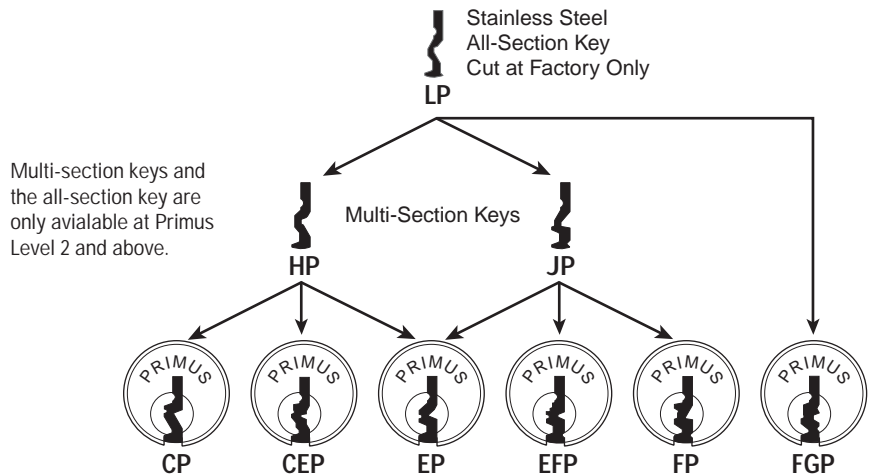 Stainless Steel
All-Section Key
Cut at Factory Only
LP
Multi-section keys and
the all-section key are
only avialable at Primus
Level 2 and above.
Multi-Section Keys
HP
JP
PRIMUS
PRIMUS
PRIMUS
PRIMUS
PRIMUS
PRIMUS
CP
CEP
EP
EFP
FP
FGP